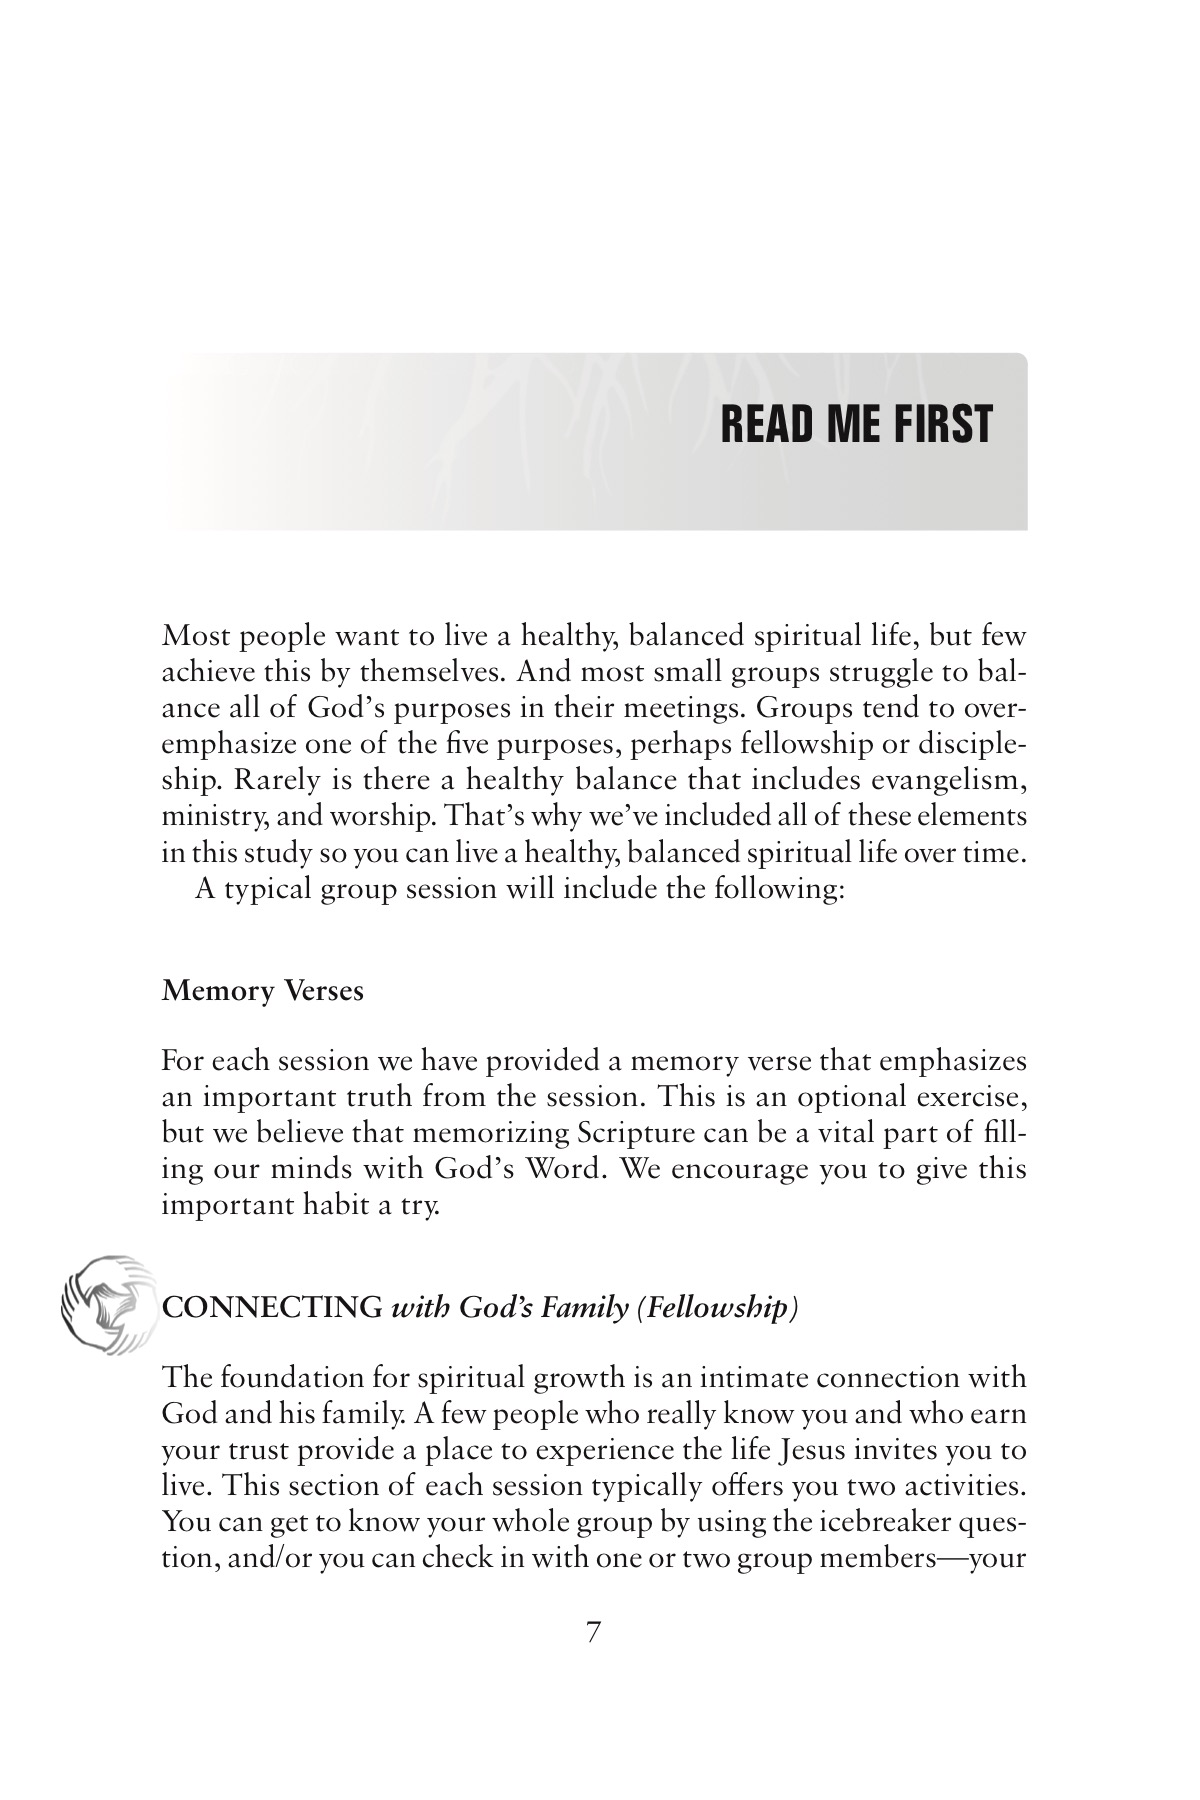 READ ME FIRST
Most people want to live a healthy, balanced spiritual life, but few
achieve this by themselves. And most small groups struggle to bal-
ance all of God’s purposes in their meetings. Groups tend to over-
emphasize one of the five purposes, perhaps fellowship or disciple-
ship. Rarely is there a healthy balance that includes evangelism,
ministry, and worship. That’s why we’ve included all of these elements
in this study so you can live a healthy, balanced spiritual life over time.
A typical group session will include the following:
Memory Verses
For each session we have provided a memory verse that emphasizes
an important truth from the session. This is an optional exercise,
but we believe that memorizing Scripture can be a vital part of fill-
ing our minds with God’s Word. We encourage you to give this
important habit a try.
CONNECTING with God’s Family (Fellowship)
The foundation for spiritual growth is an intimate connection with
God and his family. A few people who really know you and who earn
your trust provide a place to experience the life Jesus invites you to
live. This section of each session typically offers you two activities.
You can get to know your whole group by using the icebreaker ques-
tion, and/or you can check in with one or two group members—your
7